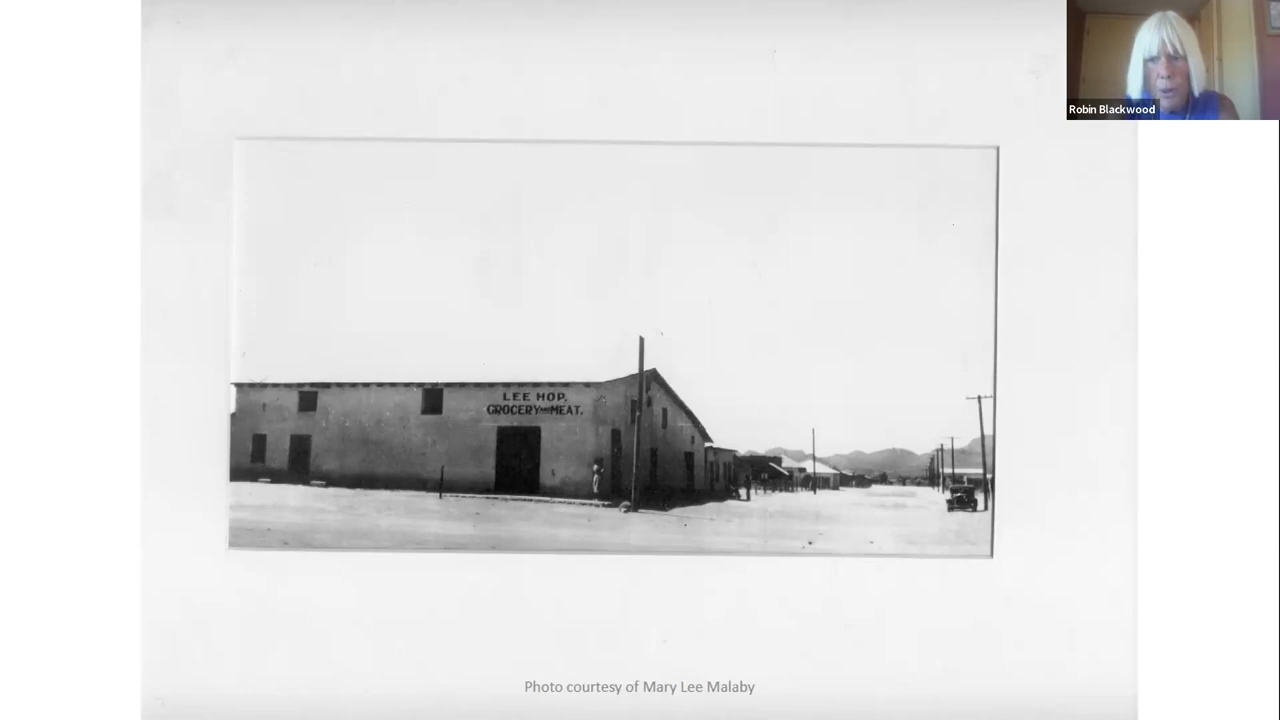 Robin Blackwood
LEE HOP.
GROCERY AND MEAT.
Photo courtesy of Mary Lee Malaby